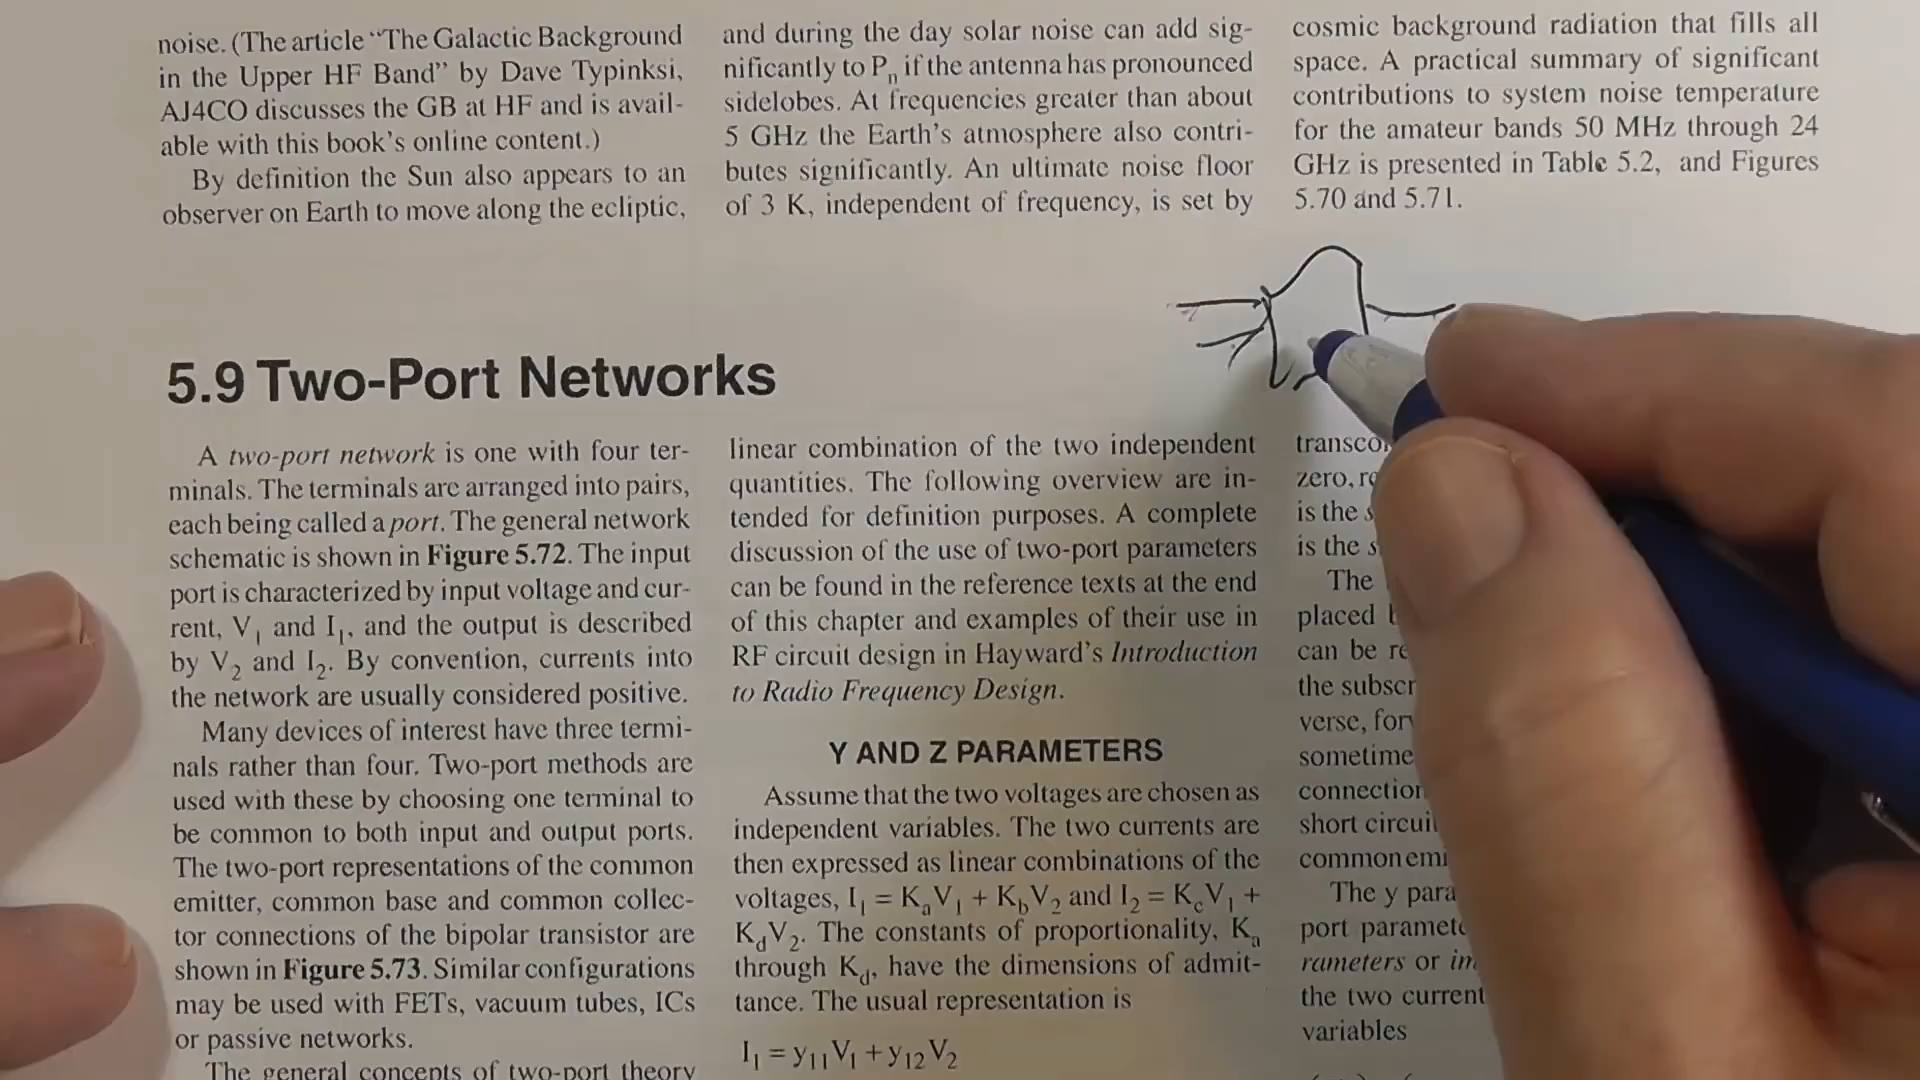 noise. (The article “The Galactic Background
in the Upper HF Band” by Dave Typinksi,
AJ4CO discusses the GB at HF and is avail-
able with this book's online content.)
By definition the Sun also appears to an
observer on Earth to move along the ecliptic,
and during the day solar noise can add sig-
nificantly to Pn if the antenna has pronounced
sidelobes. At frequencies greater than about
5 GHz the Earth's atmosphere also contri-
butes significantly. An ultimate noise floor
of 3 K, independent of frequency, is set by
cosmic background radiation that fills all
space. A practical summary of significant
contributions to system noise temperature
for the amateur bands 50 MHz through 24
GHz is presented in Table 5.2, and Figures
5.70 and 5.71.
5.9 Two-Port Networks
A two-port network is one with four ter-
minals. The terminals are arranged into pairs,
each being called a port. The general network
schematic is shown in Figure 5.72. The input
port is characterized by input voltage and cur-
rent, V1 and I1, and the output is described
by V2 and I2. By convention, currents into
the network are usually considered positive.
Many devices of interest have three termi-
nals rather than four. Two-port methods are
used with these by choosing one terminal to
be common to both input and output ports.
The two-port representations of the common
emitter, common base and common collec-
tor connections of the bipolar transistor are
shown in Figure 5.73. Similar configurations
may be used with FETs, vacuum tubes, ICs
or passive networks.
The general concepts of two-port theory
linear combination of the two independent
quantities. The following overview are in-
tended for definition purposes. A complete
discussion of the use of two-port parameters
can be found in the reference texts at the end
of this chapter and examples of their use in
RF circuit design in Hayward's Introduction
to Radio Frequency Design.
Y AND Z PARAMETERS
Assume that the two voltages are chosen as
independent variables. The two currents are
then expressed as linear combinations of the
voltages, I1 = KaV1 + KbV2 and I2 = KcV1 +
KdV2. The constants of proportionality, Ka
through Kd, have the dimensions of admit-
tance. The usual representation is
I1 = y11V1 + y12V2
zero,
is the
is the
The
placed
can be
the
verse,
short
The y
port
rameters or
the two current
variables